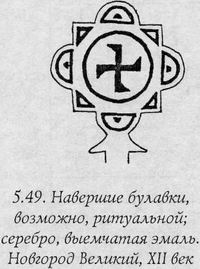 5.49. Навершие булавки,
возможно, ритуальной;
серебро, выемчатая эмаль.
Новгород Великий, XII век